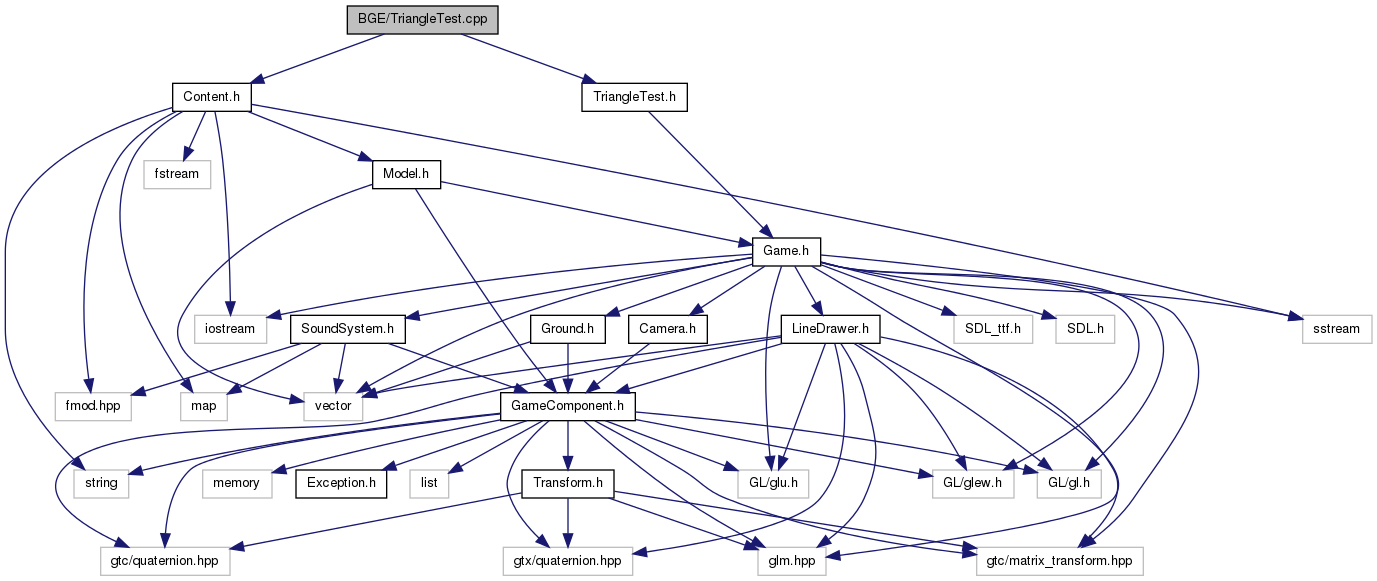 BGE/TriangleTest.cpp
Content.h
TriangleTest.h
fstream
Model.h
Game.h
iostream
SoundSystem.h
Ground.h
Camera.h
LineDrawer.h
SDL_ttf.h
SDL.h
sstream
fmod.hpp
map
vector
GameComponent.h
string
memory
Exception.h
list
Transform.h
GL/glu.h
GL/glew.h
GL/gl.h
gtc/quaternion.hpp
gtx/quaternion.hpp
glm.hpp
gtc/matrix_transform.hpp